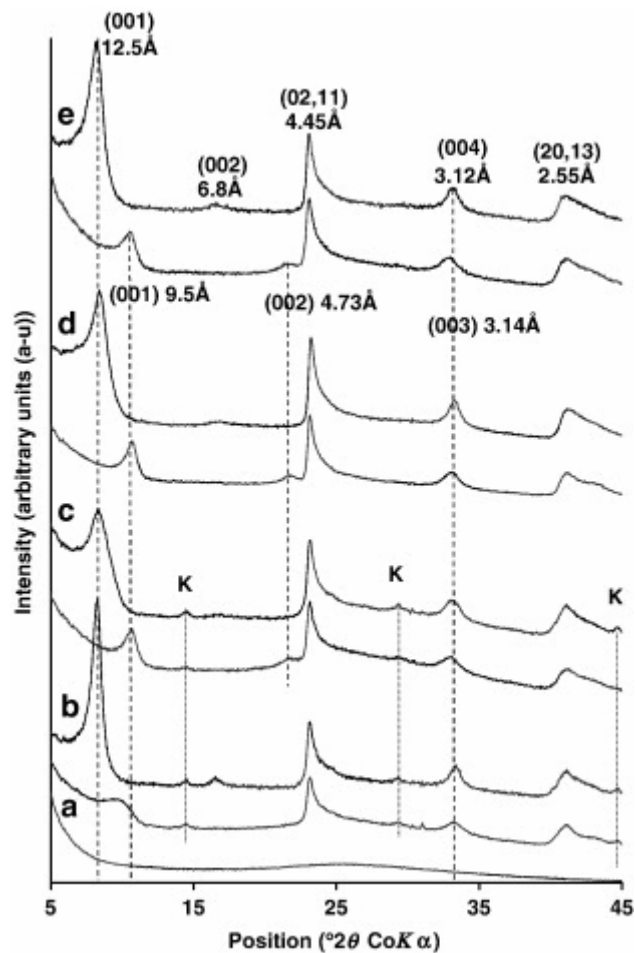 (001)
12.5Å
e
(02,11)
4.45Å
(002)
6.8Å
(004)
3.12Å
(20,13)
2.55Å
(001) 9.5Å
(002) 4.73Å
(003) 3.14Å
d
c
K
K
K
b
a
Intensity (arbitrary units (a-u))
5
25
35
45
Position (°2θ CoKα)